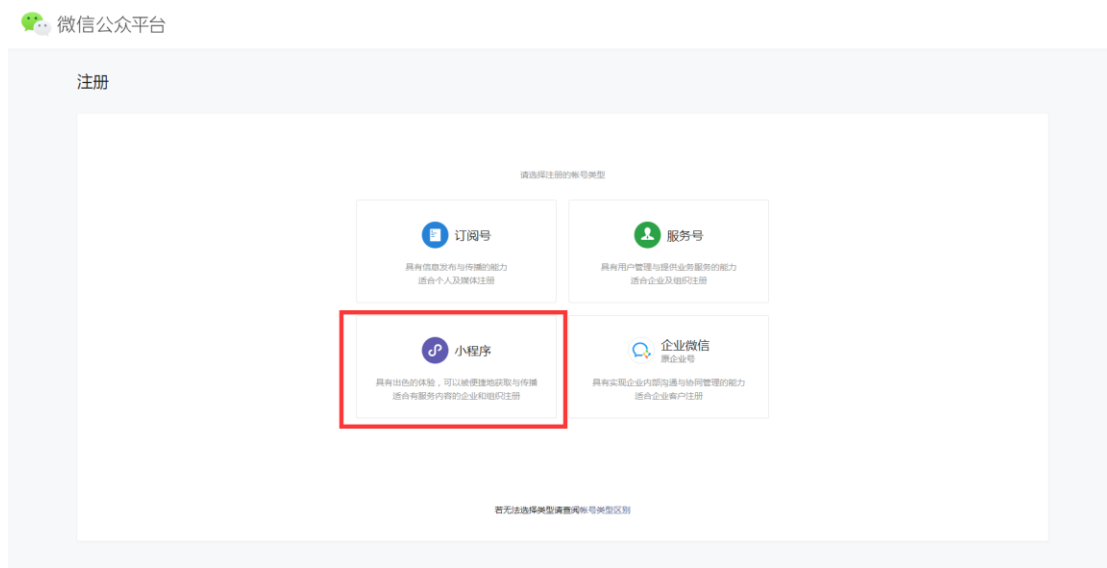 微信公众平台
注册
请选择注册的帐号类型
订阅号
具有信息发布与传播的能力
适合个人及媒体注册
服务号
具有用户管理与提供业务服务的能力
适合企业及组织注册
小程序
具有出色的体验，可以被便捷地获取与传播
适合有服务内容的企业和组织注册
企业微信
原企业号
具有实现企业内部沟通与协同管理的能力
适合企业客户注册
若无法选择类型请查阅帐号类型区别